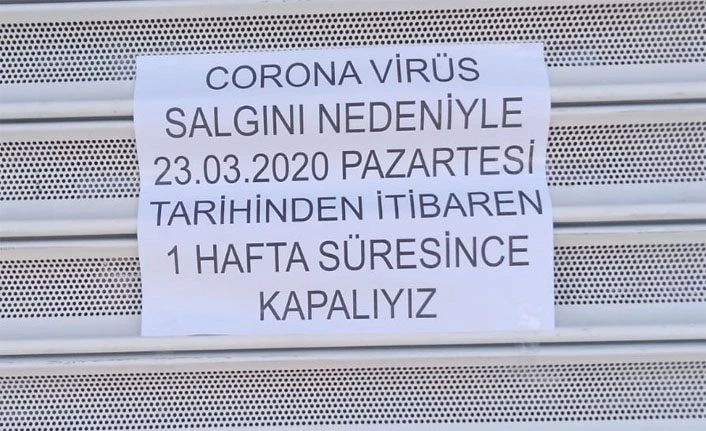 CORONA VİRÜS
SALGINI NEDENİYLE
23.03.2020 PAZARTESİ
TARİHİNDEN İTİBAREN
1 HAFTA SÜRESİNCE
KAPALIYIZ